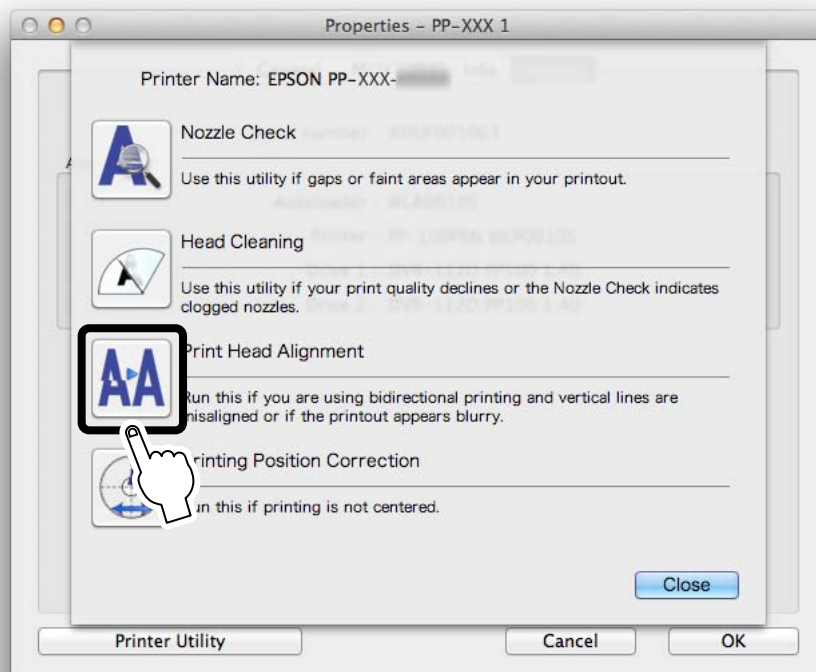 Properties - PP-XXX 1
Printer Name: EPSON PP-XXX-
Nozzle Check
Use this utility if gaps or faint areas appear in your printout.
Head Cleaning
Use this utility if your print quality declines or the Nozzle Check indicates
clogged nozzles.
Print Head Alignment
Run this if you are using bidirectional printing and vertical lines are
misaligned or if the printout appears blurry.
Printing Position Correction
Run this if printing is not centered.
Close
Printer Utility
Cancel
OK